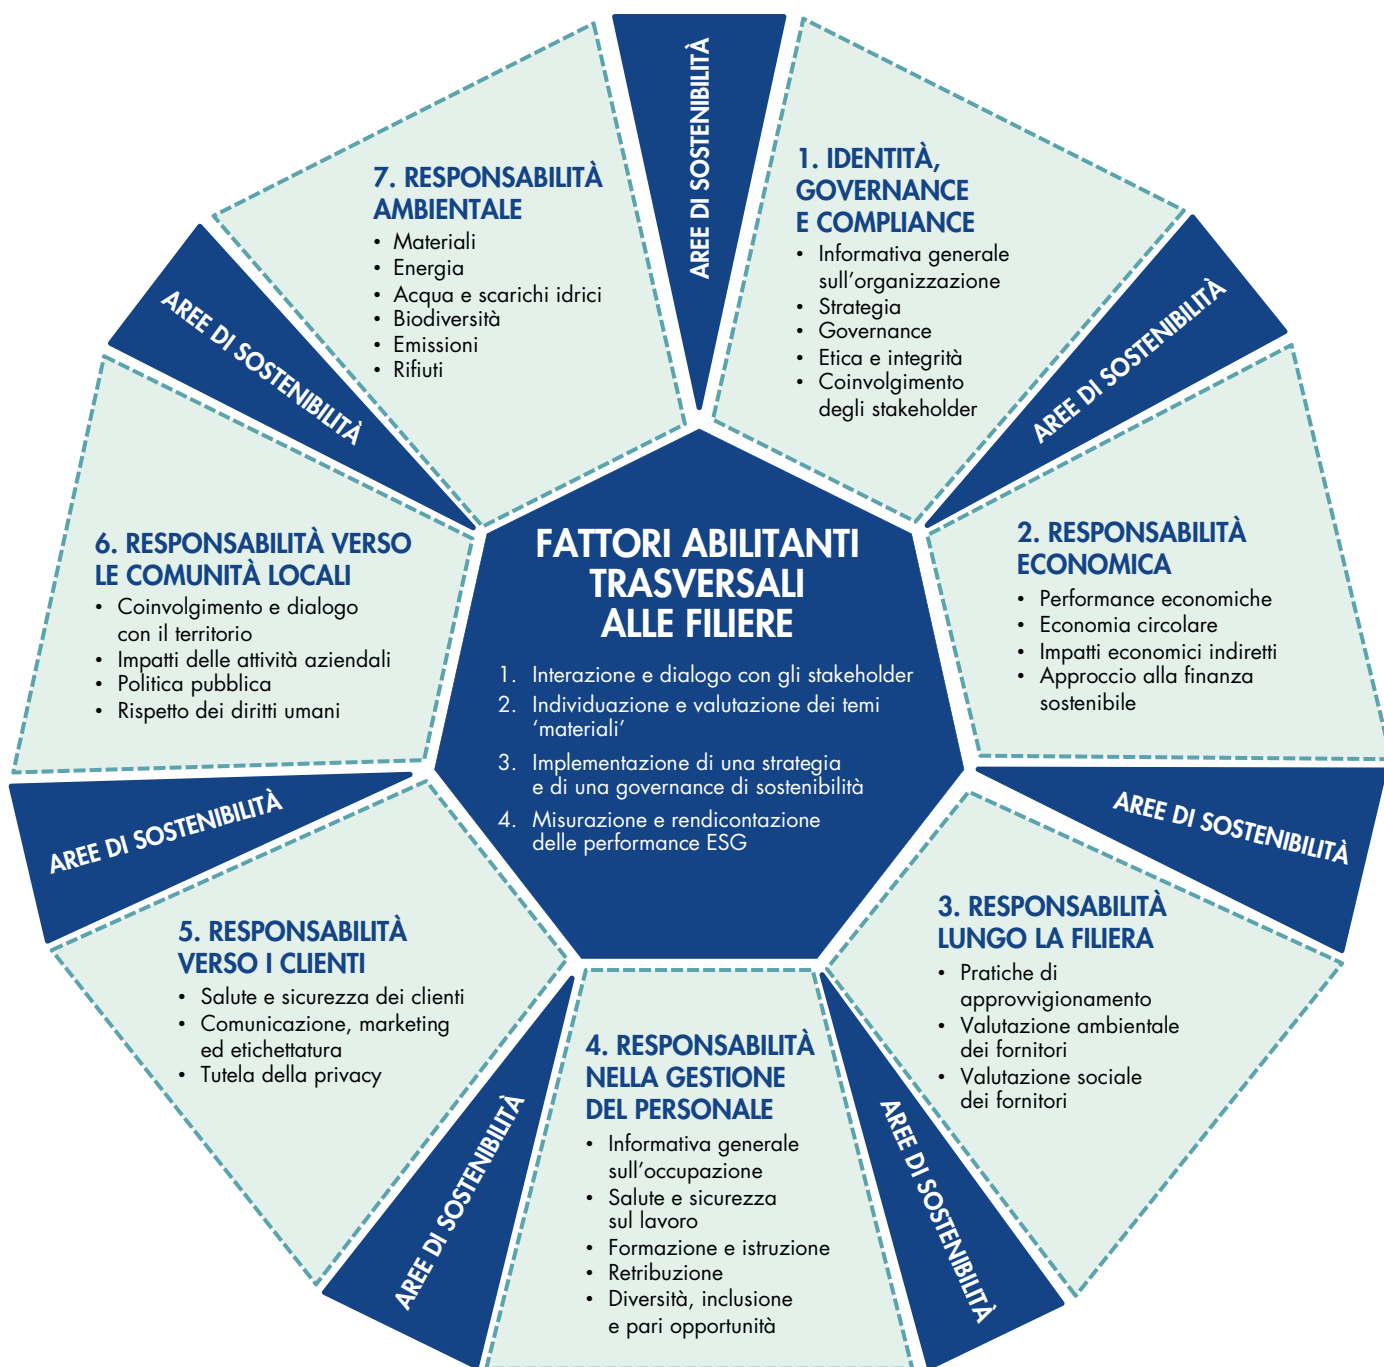 AREE DI SOSTENIBILITÀ
1. IDENTITÀ,
GOVERNANCE
E COMPLIANCE
• Informativa generale
sull’organizzazione
• Strategia
• Governance
• Etica e integrità
• Coinvolgimento
degli stakeholder
AREE DI SOSTENIBILITÀ
2. RESPONSABILITÀ
ECONOMICA
• Performance economiche
• Economia circolare
• Impatti economici indiretti
• Approccio alla finanza
sostenibile
AREE DI SOSTENIBILITÀ
3. RESPONSABILITÀ
LUNGO LA FILIERA
• Pratiche di
approvvigionamento
• Valutazione ambientale
dei fornitori
• Valutazione sociale
dei fornitori
AREE DI SOSTENIBILITÀ
4. RESPONSABILITÀ
NELLA GESTIONE
DEL PERSONALE
• Informativa generale
sull’occupazione
• Salute e sicurezza
sul lavoro
• Formazione e istruzione
• Retribuzione
• Diversità, inclusione
e pari opportunità
AREE DI SOSTENIBILITÀ
5. RESPONSABILITÀ
VERSO I CLIENTI
• Salute e sicurezza dei clienti
• Comunicazione, marketing
ed etichettatura
• Tutela della privacy
AREE DI SOSTENIBILITÀ
6. RESPONSABILITÀ VERSO
LE COMUNITÀ LOCALI
• Coinvolgimento e dialogo
con il territorio
• Impatti delle attività aziendali
• Politica pubblica
• Rispetto dei diritti umani
AREE DI SOSTENIBILITÀ
7. RESPONSABILITÀ
AMBIENTALE
• Materiali
• Energia
• Acqua e scarichi idrici
• Biodiversità
• Emissioni
• Rifiuti
FATTORI ABILITANTI
TRASVERSALI
ALLE FILIERE
1. Interazione e dialogo con gli stakeholder
2. Individuazione e valutazione dei temi
‘materiali’
3. Implementazione di una strategia
e di una governance di sostenibilità
4. Misurazione e rendicontazione
delle performance ESG